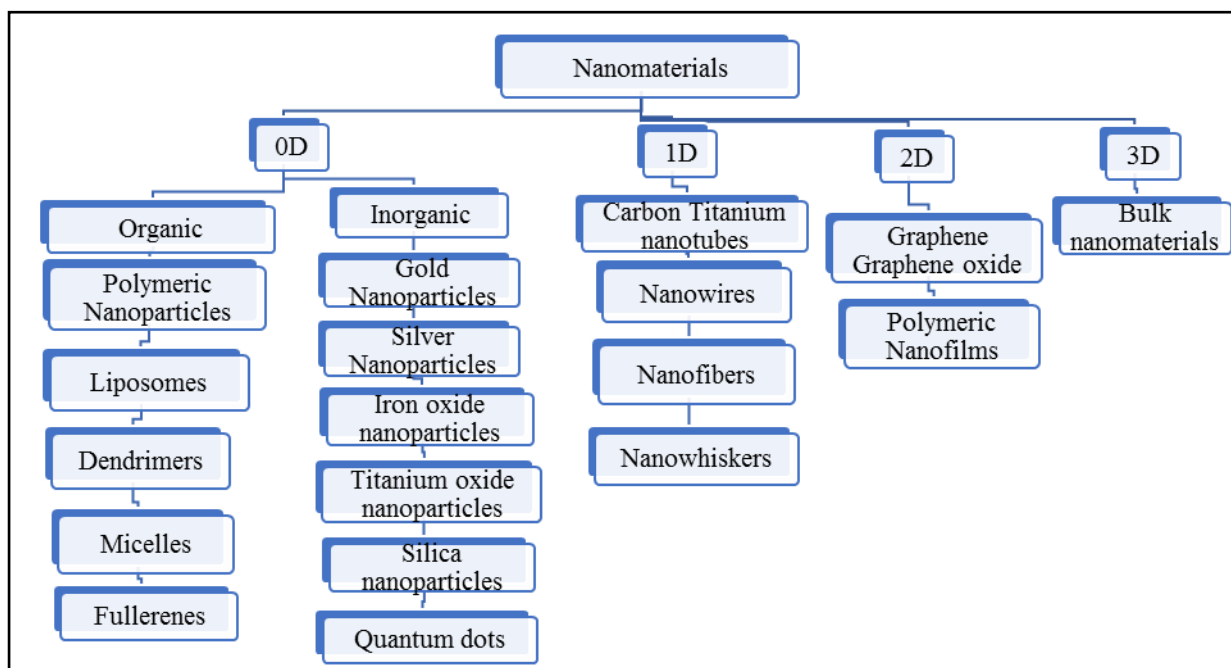 Nanomaterials
0D
1D
2D
3D
Organic
Polymeric
Nanoparticles
Liposomes
Dendrimers
Micelles
Fullerenes
Inorganic
Gold
Nanoparticles
Silver
Nanoparticles
Iron oxide
nanoparticles
Titanium oxide
nanoparticles
Silica
nanoparticles
Quantum dots
Carbon Titanium
nanotubes
Nanowires
Nanofibers
Nanowhiskers
Graphene
Graphene oxide
Polymeric
Nanofilms
Bulk
nanomaterials